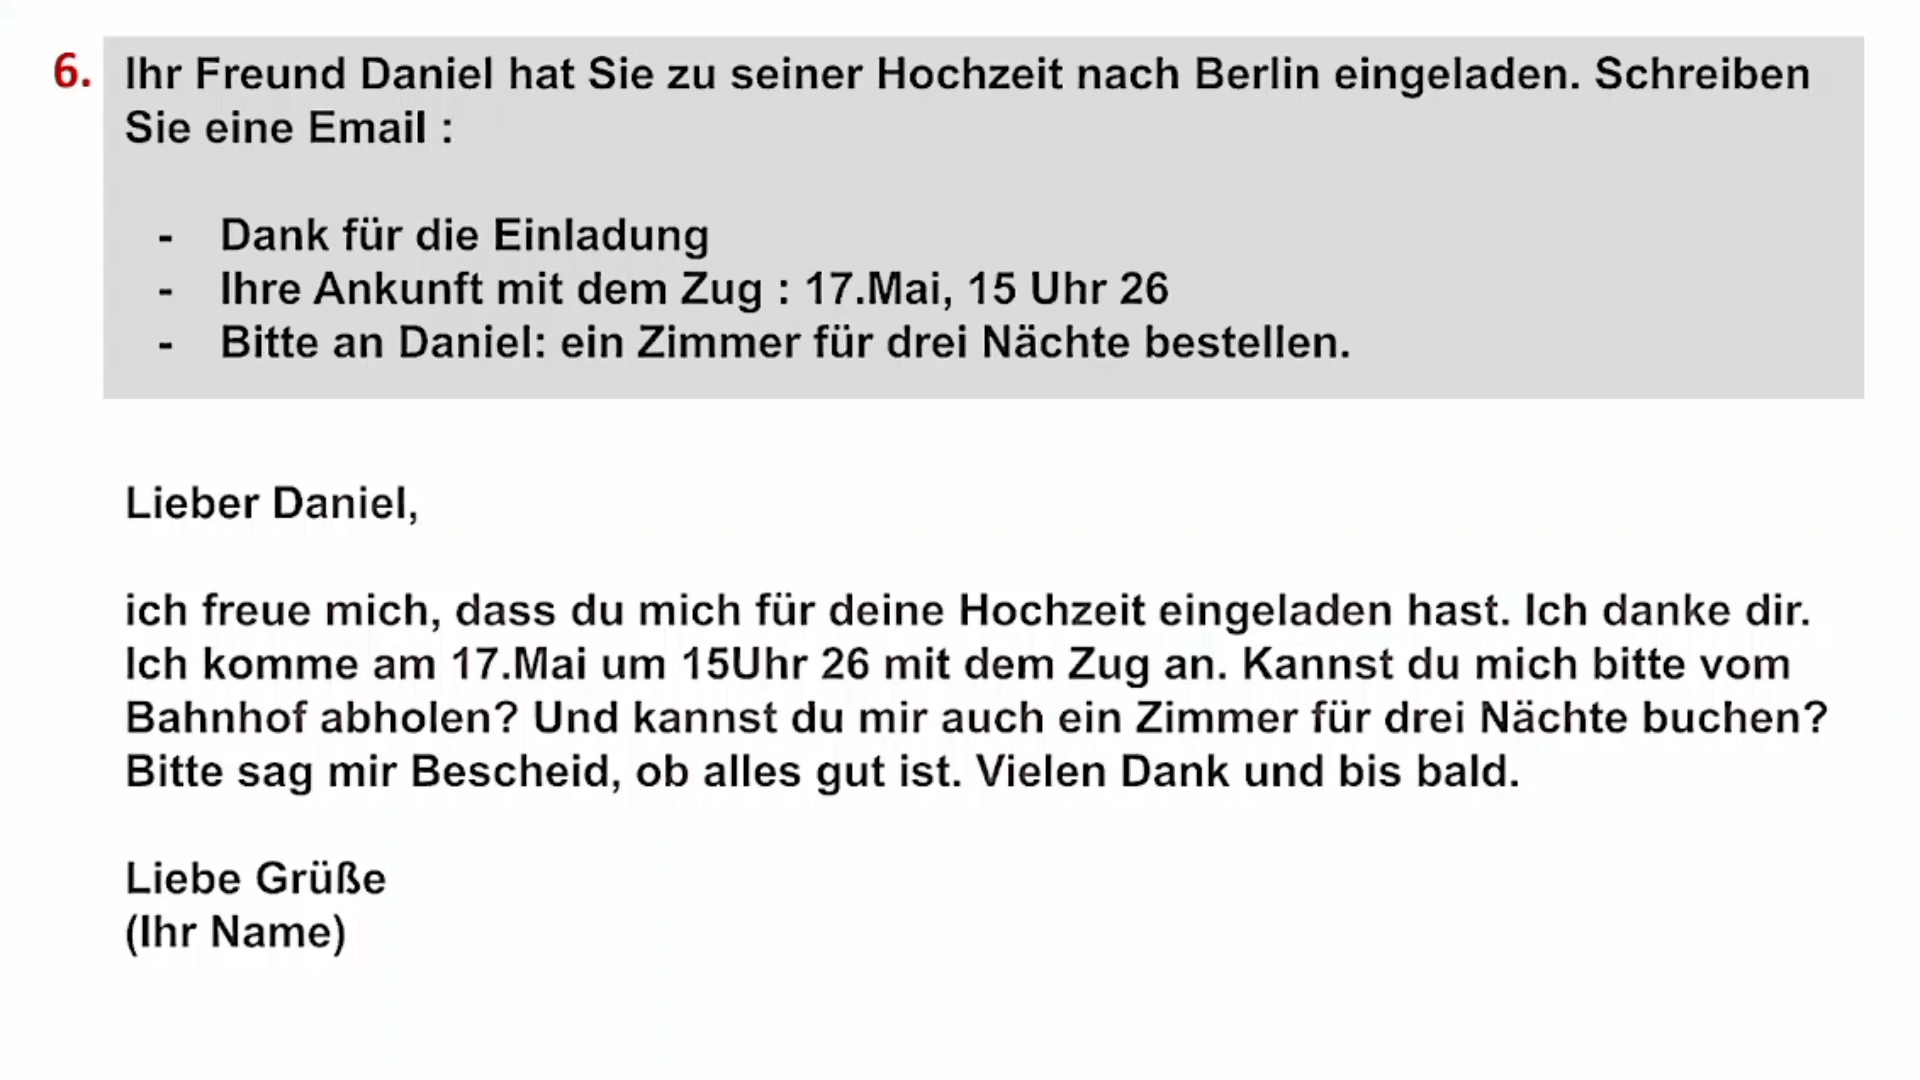 6. Ihr Freund Daniel hat Sie zu seiner Hochzeit nach Berlin eingeladen. Schreiben
Sie eine Email :
- Dank für die Einladung
- Ihre Ankunft mit dem Zug : 17.Mai, 15 Uhr 26
- Bitte an Daniel: ein Zimmer für drei Nächte bestellen.
Lieber Daniel,
ich freue mich, dass du mich für deine Hochzeit eingeladen hast. Ich danke dir.
Ich komme am 17.Mai um 15Uhr 26 mit dem Zug an. Kannst du mich bitte vom
Bahnhof abholen? Und kannst du mir auch ein Zimmer für drei Nächte buchen?
Bitte sag mir Bescheid, ob alles gut ist. Vielen Dank und bis bald.
Liebe Grüße
(Ihr Name)